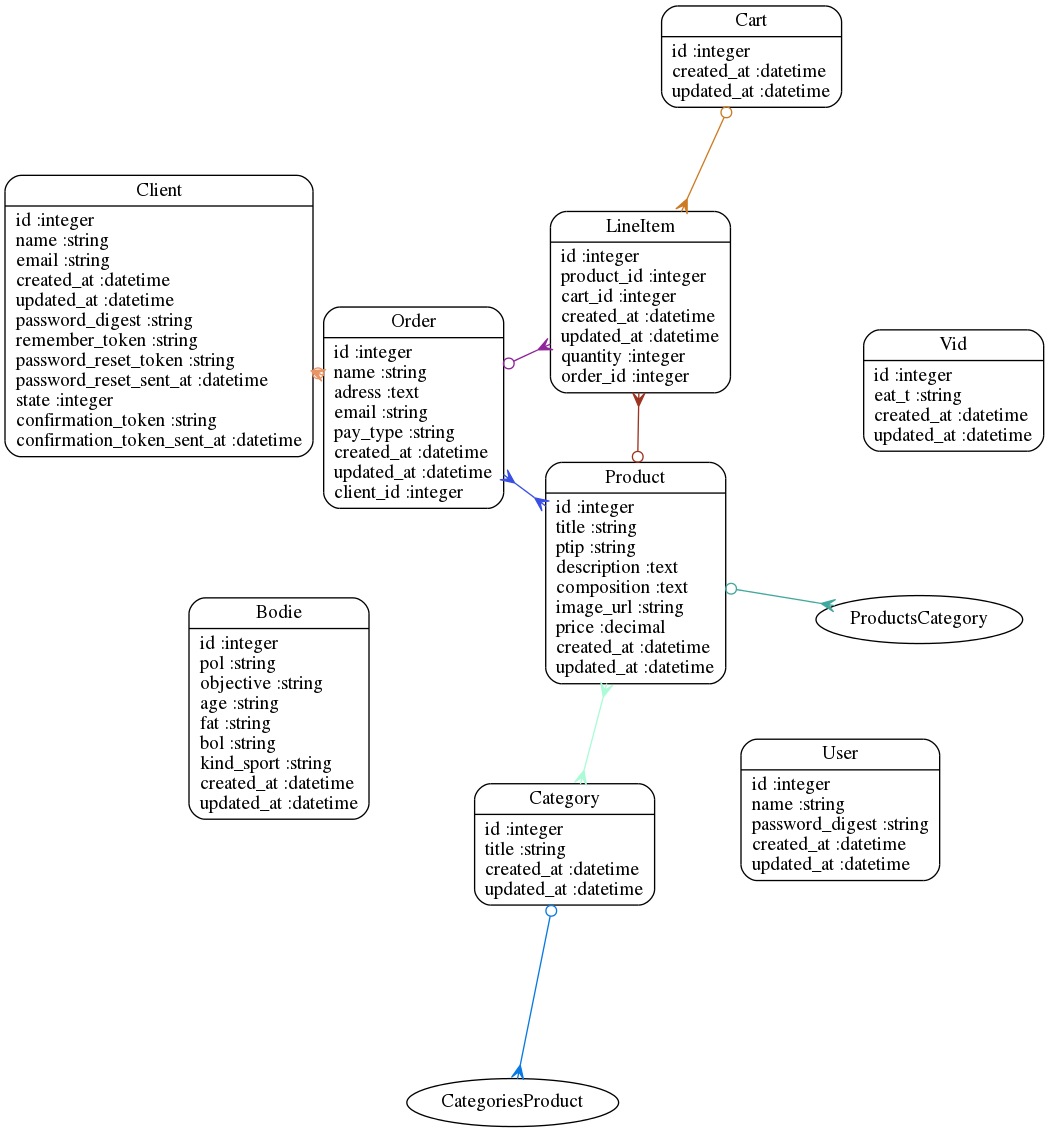 Cart
id :integer
created_at :datetime
updated_at :datetime
Client
id :integer
name :string
email :string
created_at :datetime
updated_at :datetime
password_digest :string
remember_token :string
password_reset_token :string
password_reset_sent_at :datetime
state :integer
confirmation_token :string
confirmation_token_sent_at :datetime
LineItem
id :integer
product_id :integer
cart_id :integer
created_at :datetime
updated_at :datetime
quantity :integer
order_id :integer
Order
id :integer
name :string
adress :text
email :string
pay_type :string
created_at :datetime
updated_at :datetime
client_id :integer
Vid
id :integer
eat_t :string
created_at :datetime
updated_at :datetime
Product
id :integer
title :string
ptip :string
description :text
composition :text
image_url :string
price :decimal
created_at :datetime
updated_at :datetime
ProductsCategory
Bodie
id :integer
pol :string
objective :string
age :string
fat :string
bol :string
kind_sport :string
created_at :datetime
updated_at :datetime
User
id :integer
name :string
password_digest :string
created_at :datetime
updated_at :datetime
Category
id :integer
title :string
created_at :datetime
updated_at :datetime
CategoriesProduct